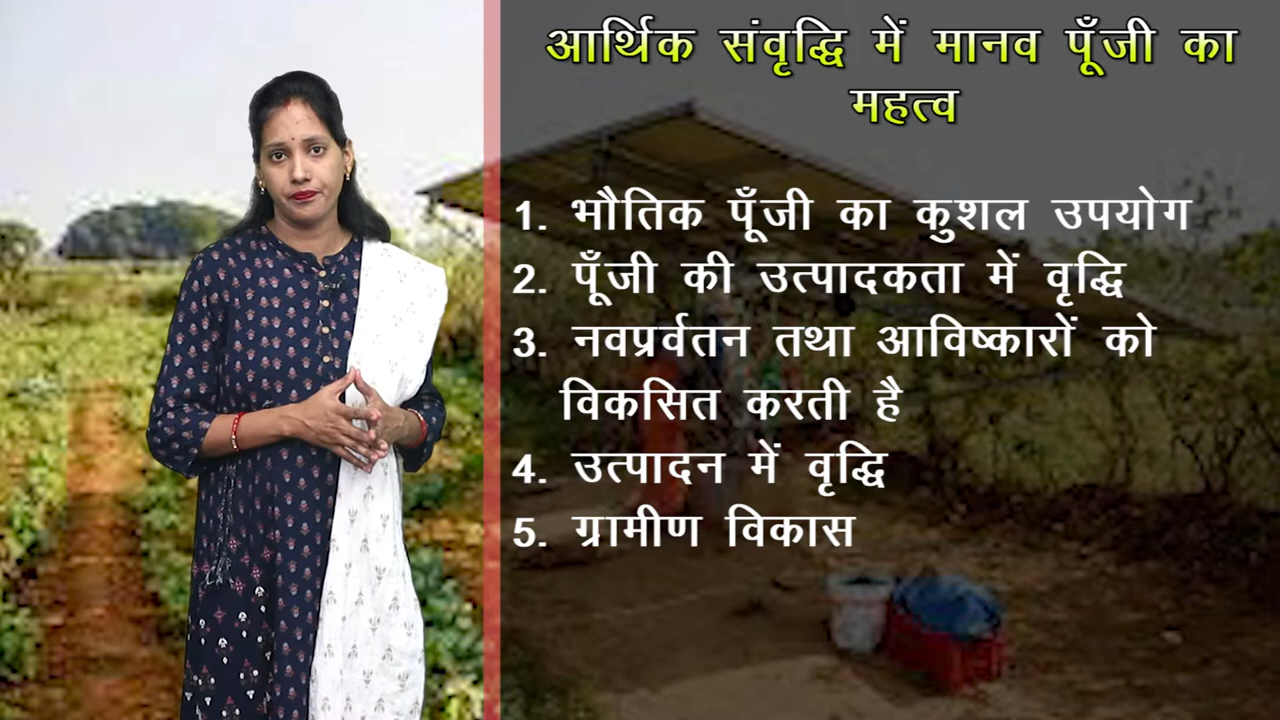 आर्थिक संवृद्धि में मानव पूँजी का
महत्व
1. भौतिक पूँजी का कुशल उपयोग
2. पूँजी की उत्पादकता में वृद्धि
3. नवप्रर्वतन तथा आविष्कारों को
विकसित करती है
4. उत्पादन में वृद्धि
5. ग्रामीण विकास